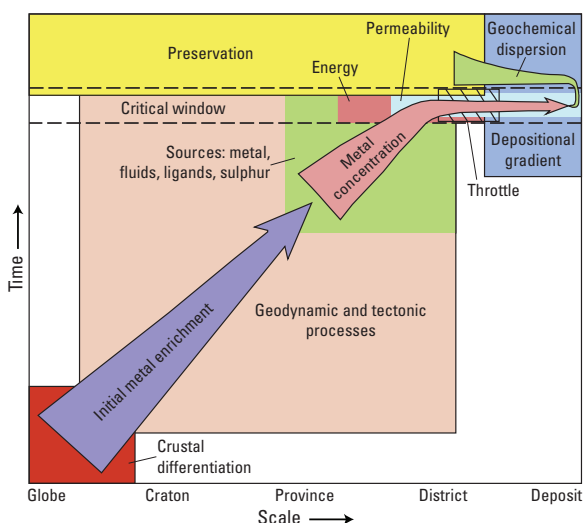 Preservation
Permeability
Geochemical
dispersion
Energy
Critical window
Sources: metal,
fluids, ligands, sulphur
Metal
concentration
Depositional
gradient
Throttle
Time
Initial metal enrichment
Geodynamic and tectonic
processes
Crustal
differentiation
Globe Craton Province District Deposit
Scale